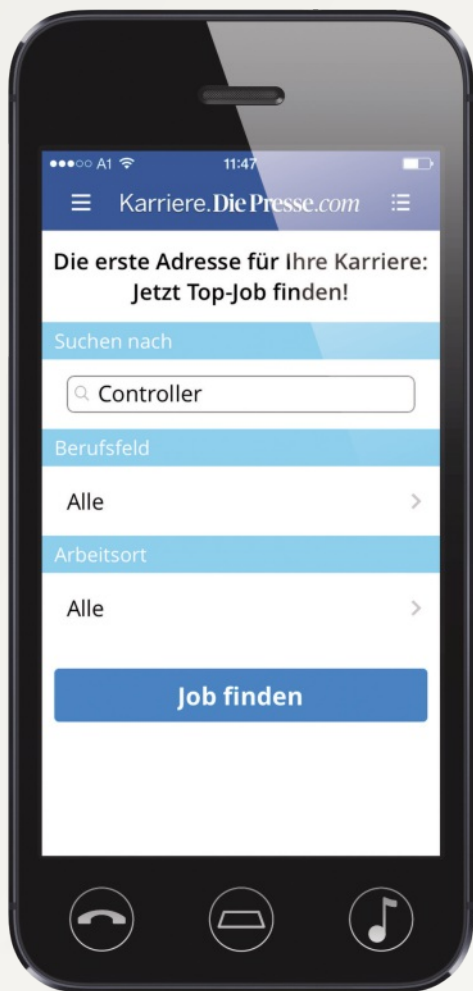 A1 11:47
Karriere.DiePresse.com
Die erste Adresse für Ihre Karriere:
Jetzt Top-Job finden!
Suchen nach
Controller
Berufsfeld
Alle
Arbeitsort
Alle
Job finden